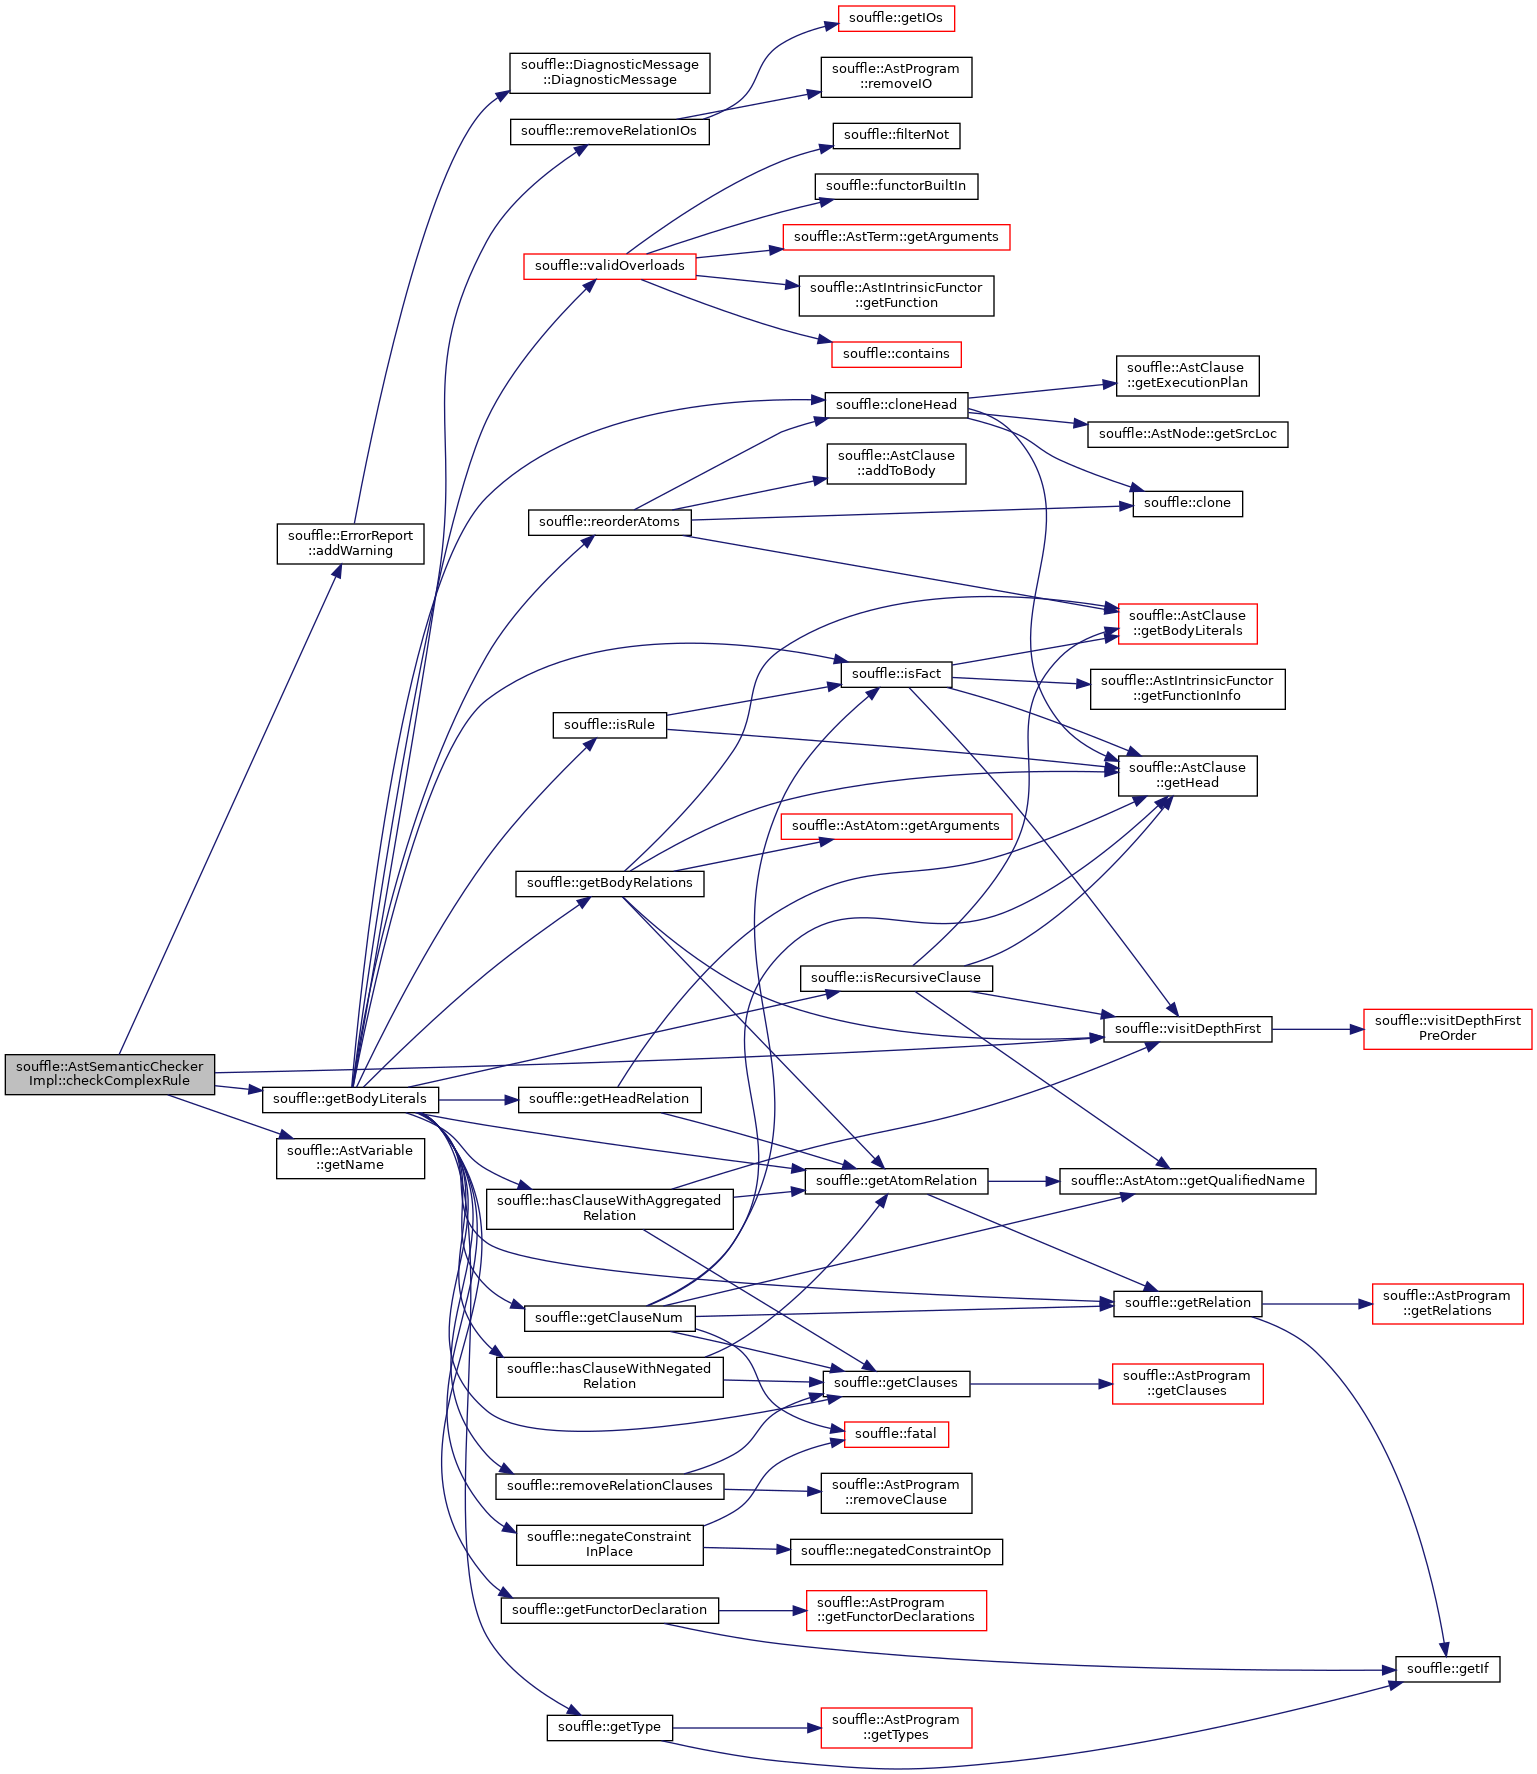 souffle::getIOs
souffle::DiagnosticMessage
::DiagnosticMessage
souffle::AstProgram
::removeIO
souffle::removeRelationIOs
souffle::filterNot
souffle::functorBuiltIn
souffle::AstTerm::getArguments
souffle::validOverloads
souffle::AstIntrinsicFunctor
::getFunction
souffle::contains
souffle::AstClause
::getExecutionPlan
souffle::cloneHead
souffle::AstNode::getSrcLoc
souffle::AstClause
::addToBody
souffle::clone
souffle::reorderAtoms
souffle::ErrorReport
::addWarning
souffle::AstClause
::getBodyLiterals
souffle::isFact
souffle::AstIntrinsicFunctor
::getFunctionInfo
souffle::isRule
souffle::AstClause
::getHead
souffle::AstAtom::getArguments
souffle::getBodyRelations
souffle::isRecursiveClause
souffle::visitDepthFirst
souffle::visitDepthFirst
PreOrder
souffle::AstSemanticChecker
Impl::checkComplexRule
souffle::getBodyLiterals
souffle::getHeadRelation
souffle::AstVariable
::getName
souffle::getAtomRelation
souffle::AstAtom::getQualifiedName
souffle::hasClauseWithAggregated
Relation
souffle::getRelation
souffle::AstProgram
::getRelations
souffle::getClauseNum
souffle::hasClauseWithNegated
Relation
souffle::getClauses
souffle::AstProgram
::getClauses
souffle::fatal
souffle::removeRelationClauses
souffle::AstProgram
::removeClause
souffle::negateConstraint
InPlace
souffle::negatedConstraintOp
souffle::getFunctorDeclaration
souffle::AstProgram
::getFunctorDeclarations
souffle::getIf
souffle::getType
souffle::AstProgram
::getTypes